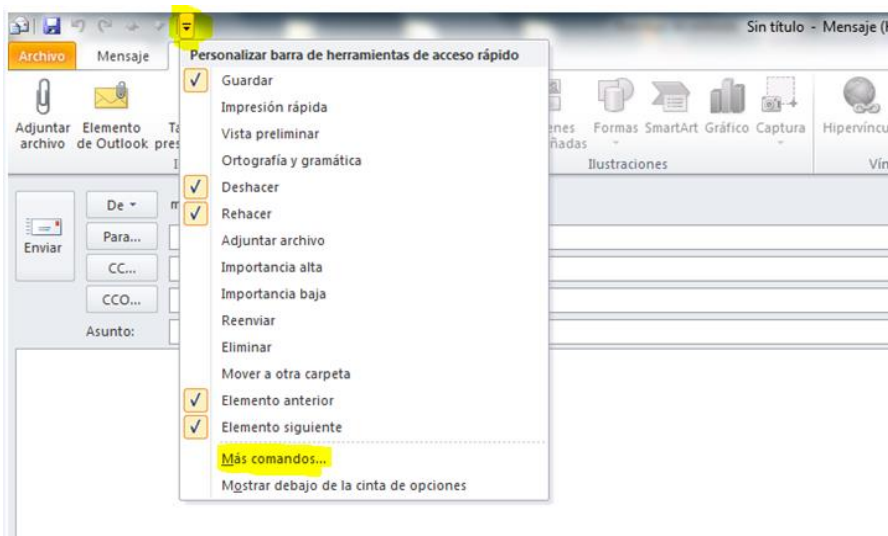 Sin título - Mensaje (
Archivo Mensaje
Personalizar barra de herramientas de acceso rápido
Guardar
Impresión rápida
Vista preliminar
Ortografía y gramática
Deshacer
Rehacer
Adjuntar archivo
Importancia alta
Importancia baja
Reenviar
Eliminar
Mover a otra carpeta
Elemento anterior
Elemento siguiente
Más comandos...
Mostrar debajo de la cinta de opciones
Adjuntar archivo
Elemento de Outlook
Formas SmartArt Gráfico Captura
Hipervíncu
Ilustraciones
Vín
Enviar
De
Para...
CC...
CCO...
Asunto: